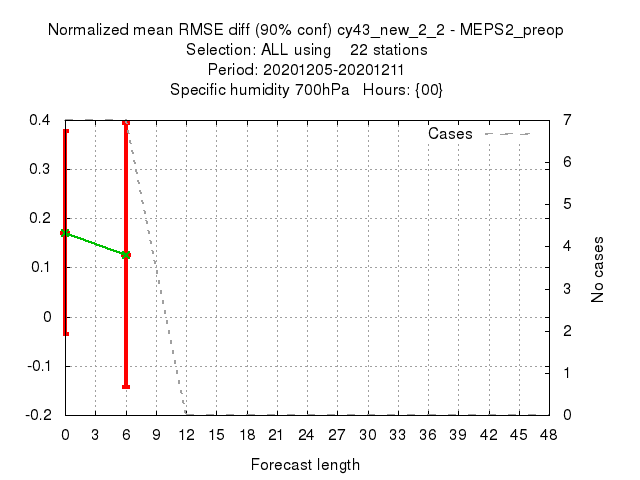 Normalized mean RMSE diff (90% conf) cy43_new_2_2 - MEPS2_preop
Selection: ALL using 22 stations
Period: 20201205-20201211
Specific humidity 700hPa Hours: {00}
Cases
0.4
0.3
0.2
0.1
0
-0.1
-0.2
7
6
5
4
3
2
1
0
No cases
0 3 6 9 12 15 18 21 24 27 30 33 36 39 42 45 48
Forecast length